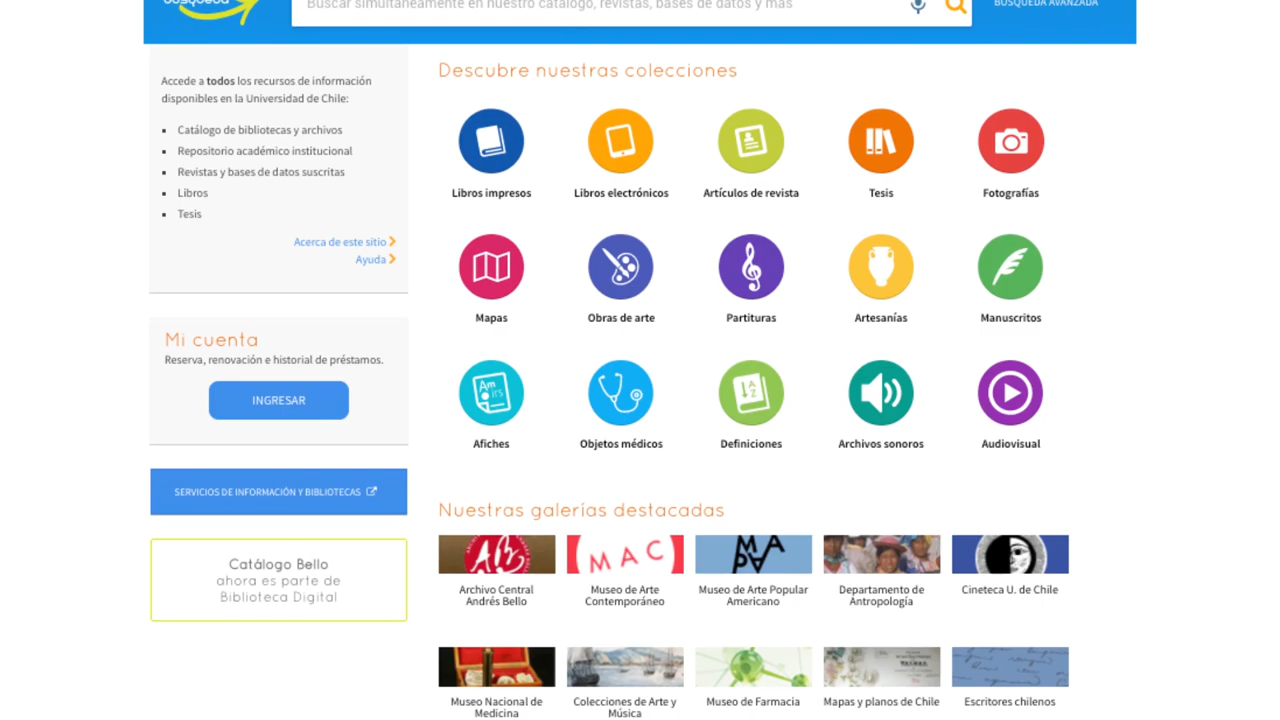 búsqueda
Buscar simultáneamente en nuestro catálogo, revistas, bases de datos y más
BÚSQUEDA AVANZADA
Accede a todos los recursos de información
disponibles en la Universidad de Chile:
Catálogo de bibliotecas y archivos
Repositorio académico institucional
Revistas y bases de datos suscritas
Libros
Tesis
Acerca de este sitio
Ayuda
Mi cuenta
Reserva, renovación e historial de préstamos.
INGRESAR
SERVICIOS DE INFORMACIÓN Y BIBLIOTECAS
Catálogo Bello
ahora es parte de
Biblioteca Digital
Descubre nuestras colecciones
Libros impresos
Libros electrónicos
Artículos de revista
Tesis
Fotografías
Mapas
Obras de arte
Partituras
Artesanías
Manuscritos
Afiches
Objetos médicos
Definiciones
Archivos sonoros
Audiovisual
Nuestras galerías destacadas
MAC
MAPA
Archivo Central
Andrés Bello
Museo de Arte
Contemporáneo
Museo de Arte Popular
Americano
Departamento de
Antropología
Cineteca U. de Chile
Museo Nacional de
Medicina
Colecciones de Arte y
Música
Museo de Farmacia
Mapas y planos de Chile
Escritores chilenos